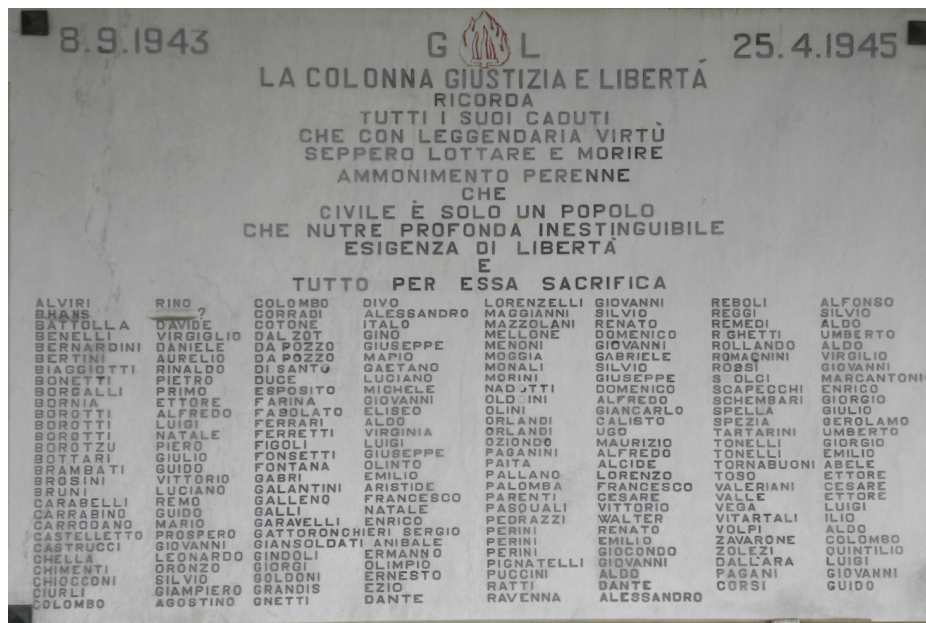 8.9.1943 G L 25.4.1945
LA COLONNA GIUSTIZIA E LIBERTÁ
RICORDA
TUTTI I SUOI CADUTI
CHE CON LEGGENDARIA VIRTÙ
SEPPERO LOTTARE E MORIRE
AMMONIMENTO PERENNE
CHE
CIVILE È SOLO UN POPOLO
CHE NUTRE PROFONDA INESTINGUIBILE
ESIGENZA DI LIBERTÀ
E
TUTTO PER ESSA SACRIFICA
ALVIRI RINO
BHANS ?
BATTOLLA DAVIDE
BENELLI VIRGIGLIO
BERNARDINI DANIELE
BERTINI AURELIO
BIAGGIOTTI RINALDO
BONETTI PIETRO
BORGALLI PRIMO
BORNIA ETTORE
BOROTTI ALFREDO
BOROTTI LUIGI
BOROTTI NATALE
BOROTZU PIERO
BOTTARI GIULIO
BRAMBATI GUIDO
BROSINI VITTORIO
BRUNI LUCIANO
CARABELLI REMO
CARRABINO GUIDO
CARRODANO MARIO
CASTELLETTO PROSPERO
CASTRUCCI GIOVANNI
CHELLA LEONARDO
CHIMENTI ORONZO
CHIOCCONI SILVIO
CIURLI GIAMPIERO
COLOMBO AGOSTINO
COLOMBO DIVO
CORRADI ALESSANDRO
COTONE ITALO
DAL ZOT GINO
DA POZZO GIUSEPPE
DA POZZO MARIO
DI SANTO GAETANO
DUCE LUCIANO
ESPOSITO MICHELE
FARINA GIOVANNI
FASOLATO ELISEO
FERRARI ALDO
FERRETTI VIRGINIA
FIGOLI LUIGI
FONSETTI GIUSEPPE
FONTANA OLINTO
GABRI EMILIO
GALANTINI ARISTIDE
GALLENO FRANCESCO
GALLI NATALE
GARAVELLI ENRICO
GATTORONCHIERI SERGIO
GIANSOLDATI ANIBALE
GINDOLI ERMANNO
GIORGI OLIMPIO
GOLDONI ERNESTO
GRANDIS EZIO
GNETTI DANTE
LORENZELLI GIOVANNI
MAGGIANNI SILVIO
MAZZOLANI RENATO
MELLONE DOMENICO
MENONI GIOVANNI
MOGGIA GABRIELE
MONALI SILVIO
MORINI GIUSEPPE
NADOTTI DOMENICO
OLDOINI ALFREDO
OLINI GIANCARLO
ORLANDI CALISTO
ORLANDI UGO
OZIONDO MAURIZIO
PAGANINI ALFREDO
PAITA ALCIDE
PALLANO LORENZO
PALOMBA FRANCESCO
PARENTI CESARE
PASQUALI VITTORIO
PEDRAZZI WALTER
PERINI RENATO
PERINI EMILIO
PERINI GIOCONDO
PIGNATELLI GIOVANNI
PUCCINI ALDO
RATTI DANTE
RAVENNA ALESSANDRO
REBOLI ALFONSO
REGGI SILVIO
REMEDI ALDO
R GHETTI UMBERTO
ROLLANDO ALDO
ROMAGNINI VIRGILIO
ROSSI GIOVANNI
S OLCI MARCANTONIO
SCAPECCHI ENRICO
SCHEMBARI GIORGIO
SPELLA GIULIO
SPEZIA GEROLAMO
TARTARINI UMBERTO
TONELLI GIORGIO
TONELLI EMILIO
TORNABUONI ABELE
TOSO ETTORE
VALERIANI CESARE
VALLE ETTORE
VEGA LUIGI
VITARTALI ILIO
VOLPI ALDO
ZAVARONE COLOMBO
ZOLEZI QUINTILIO
DALL'ARA LUIGI
PAGANI GIOVANNI
CORSI GUIDO